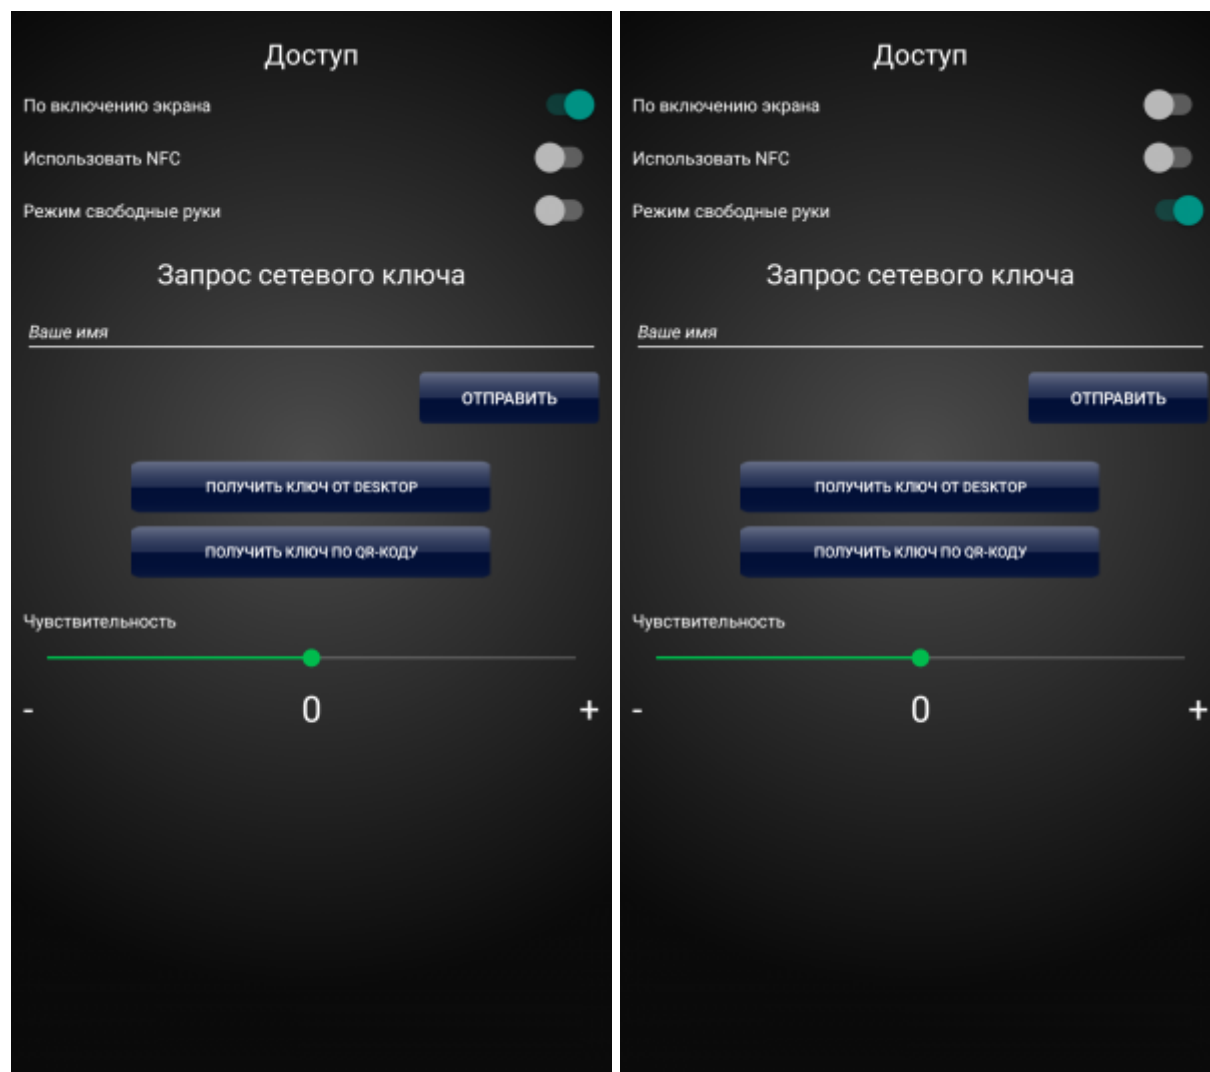 Доступ
По включению экрана
Использовать NFC
Режим свободные руки
Запрос сетевого ключа
Ваше имя
ОТПРАВИТЬ
ПОЛУЧИТЬ КЛЮЧ ОТ DESKTOP
ПОЛУЧИТЬ КЛЮЧ ПО QR-КОДУ
Чувствительность
- 0 +
Доступ
По включению экрана
Использовать NFC
Режим свободные руки
Запрос сетевого ключа
Ваше имя
ОТПРАВИТЬ
ПОЛУЧИТЬ КЛЮЧ ОТ DESKTOP
ПОЛУЧИТЬ КЛЮЧ ПО QR-КОДУ
Чувствительность
- 0 +